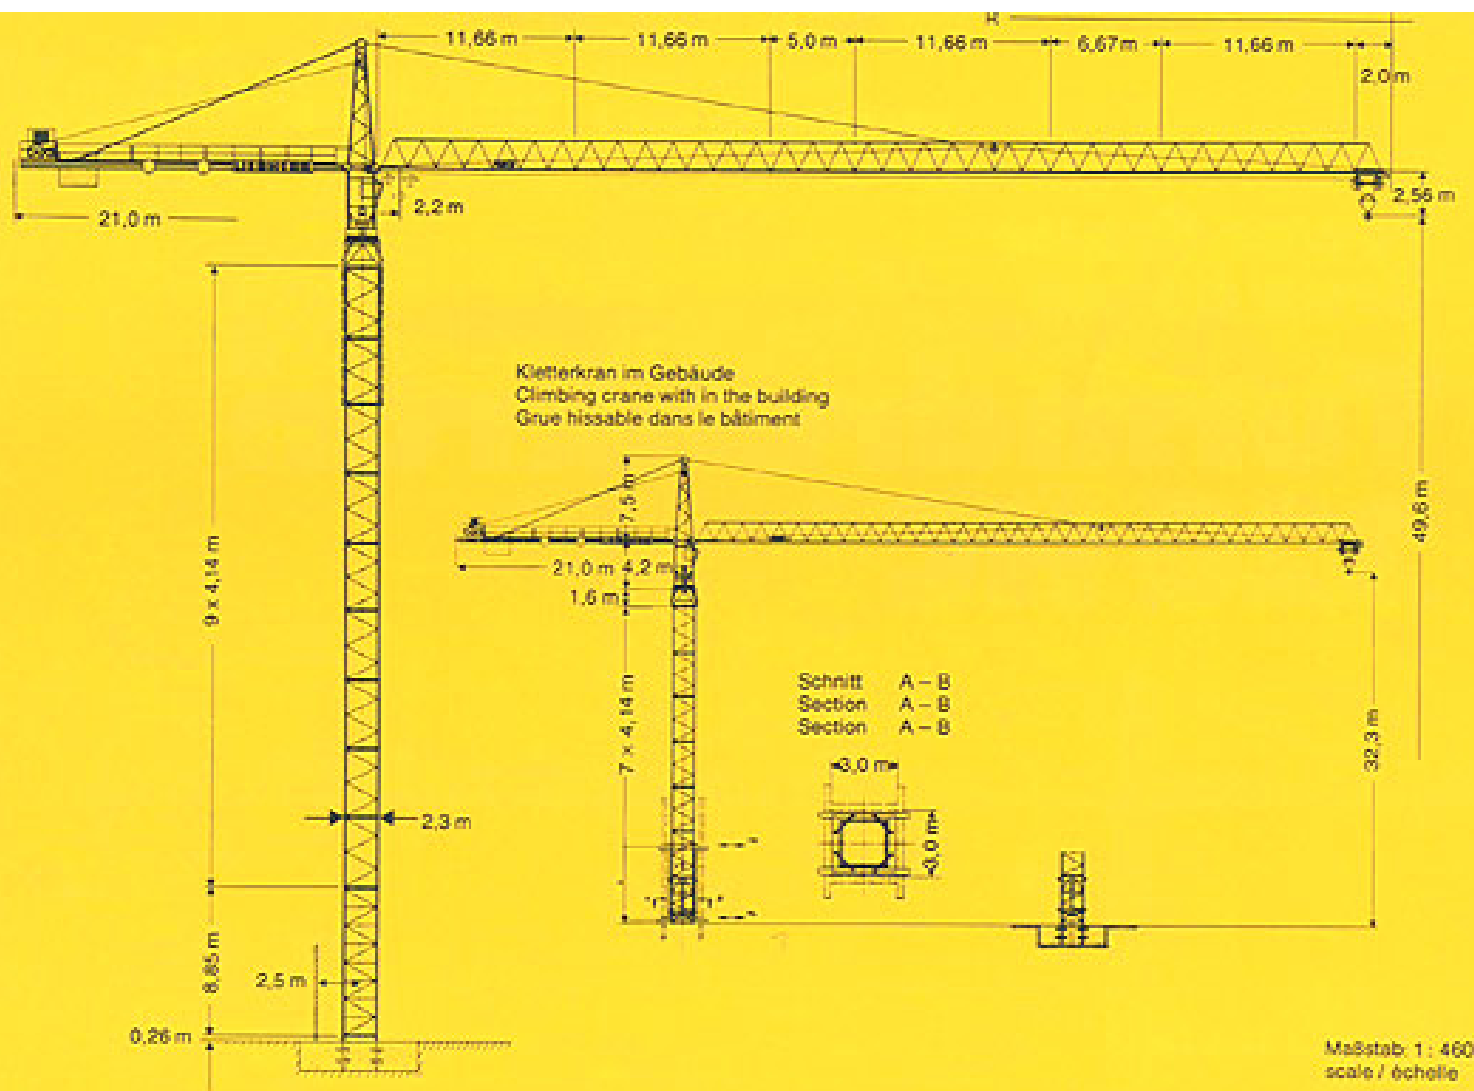 R
11,66 m 11,66 m 5,0 m 11,66 m 6,67 m 11,66 m
2,0 m
LIEBHERR
2,55 m
21,0 m
2,2 m
Kletterkran im Gebäude
Climbing crane with in the building
Grue hissable dans le bâtiment
7,5 m
49,6 m
21,0 m 4,2 m
1,6 m
9 x 4,14 m
7 x 4,14 m
Schnitt A – B
Section A – B
Section A – B
32,3 m
3,0 m
3,0 m
2,3 m
8,85 m
2,5 m
0,26 m
Maßstab 1 : 460
scale / échelle